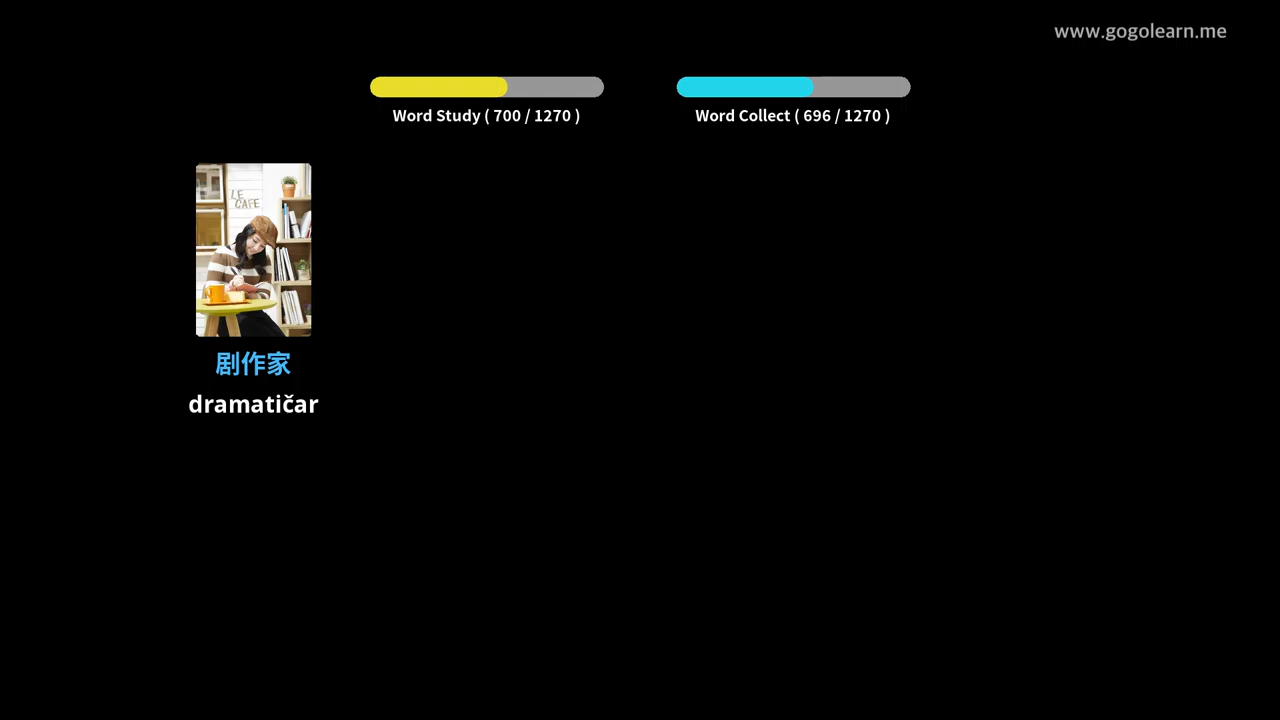 www.gogolearn.me
Word Study ( 700 / 1270 )
Word Collect ( 696 / 1270 )
LE
CAFE
剧作家
dramatičar